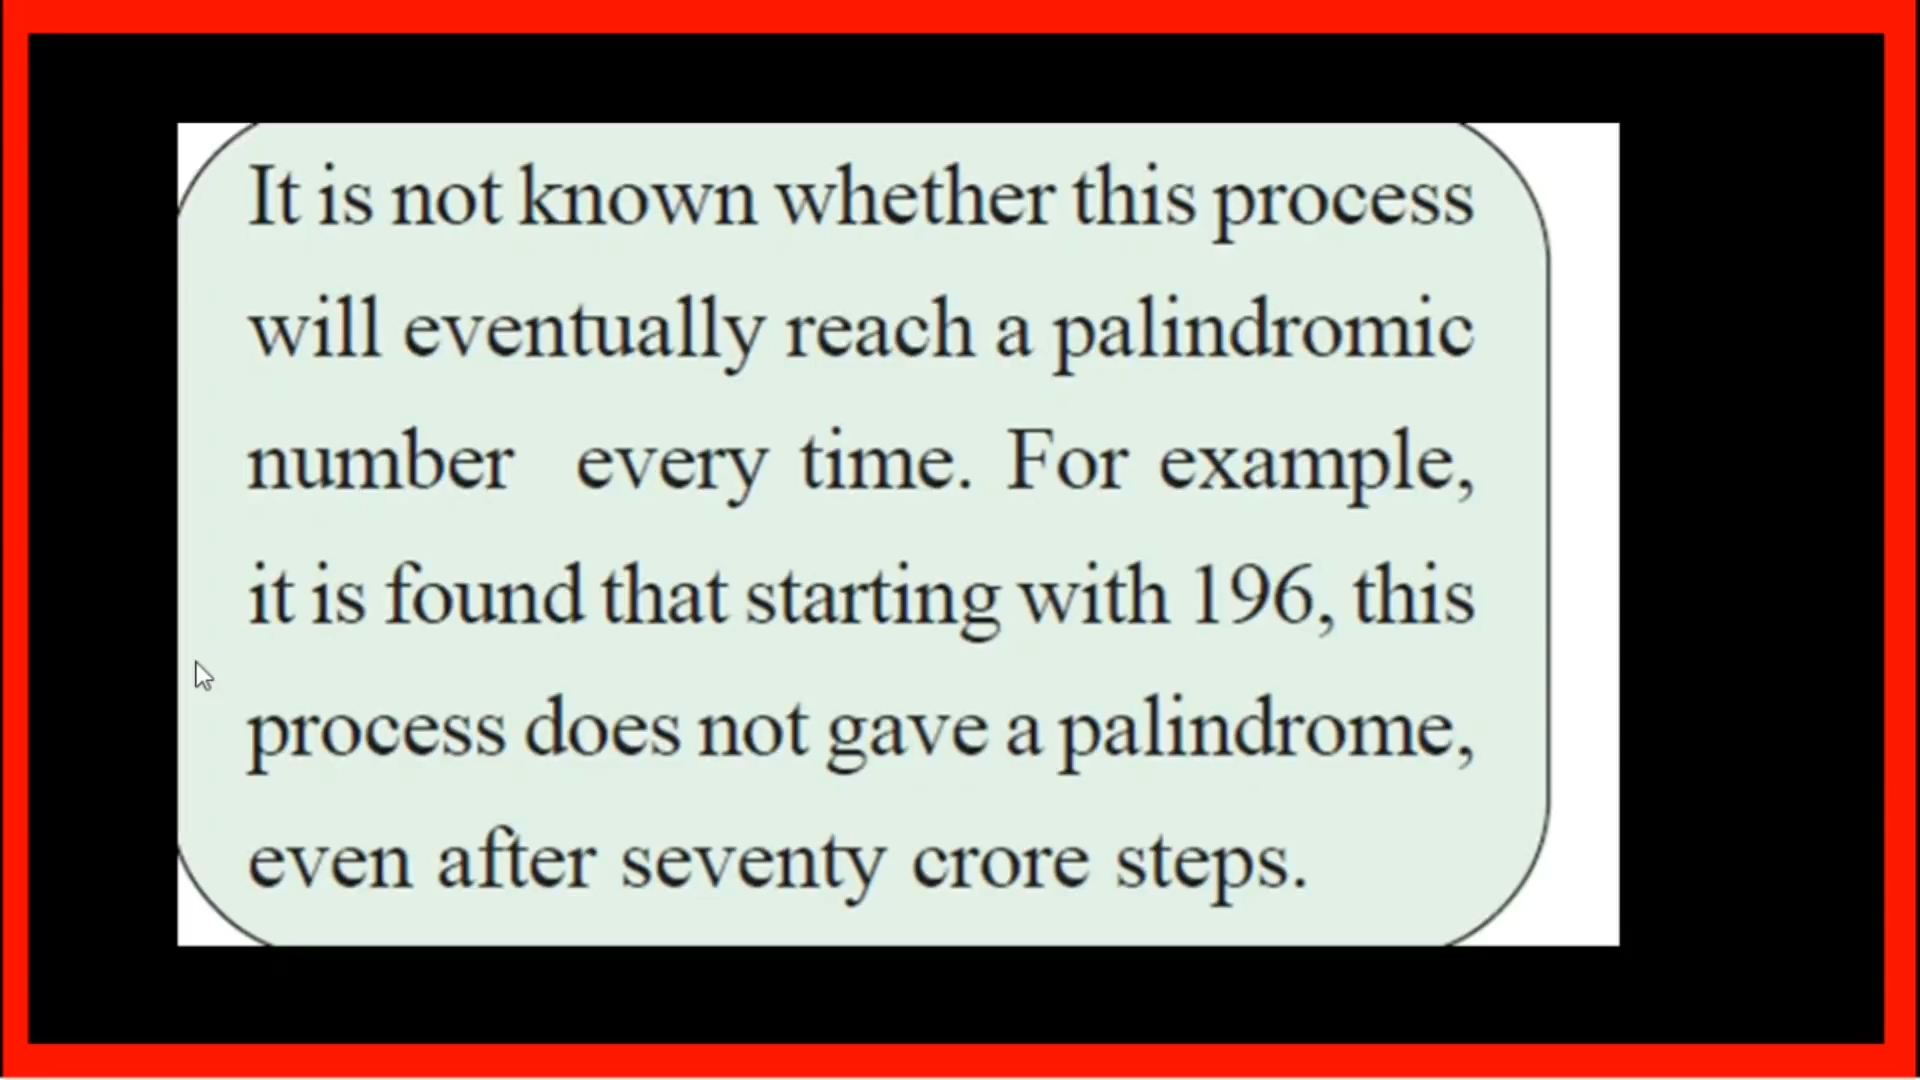 It is not known whether this process
will eventually reach a palindromic
number every time. For example,
it is found that starting with 196, this
process does not gave a palindrome,
even after seventy crore steps.